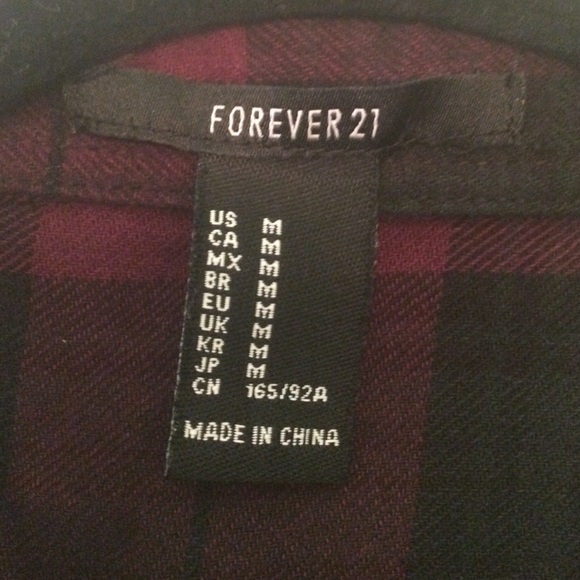 FOREVER 21
US M
CA M
MX M
BR M
EU M
UK M
KR M
JP M
CN 165/92A
MADE IN CHINA